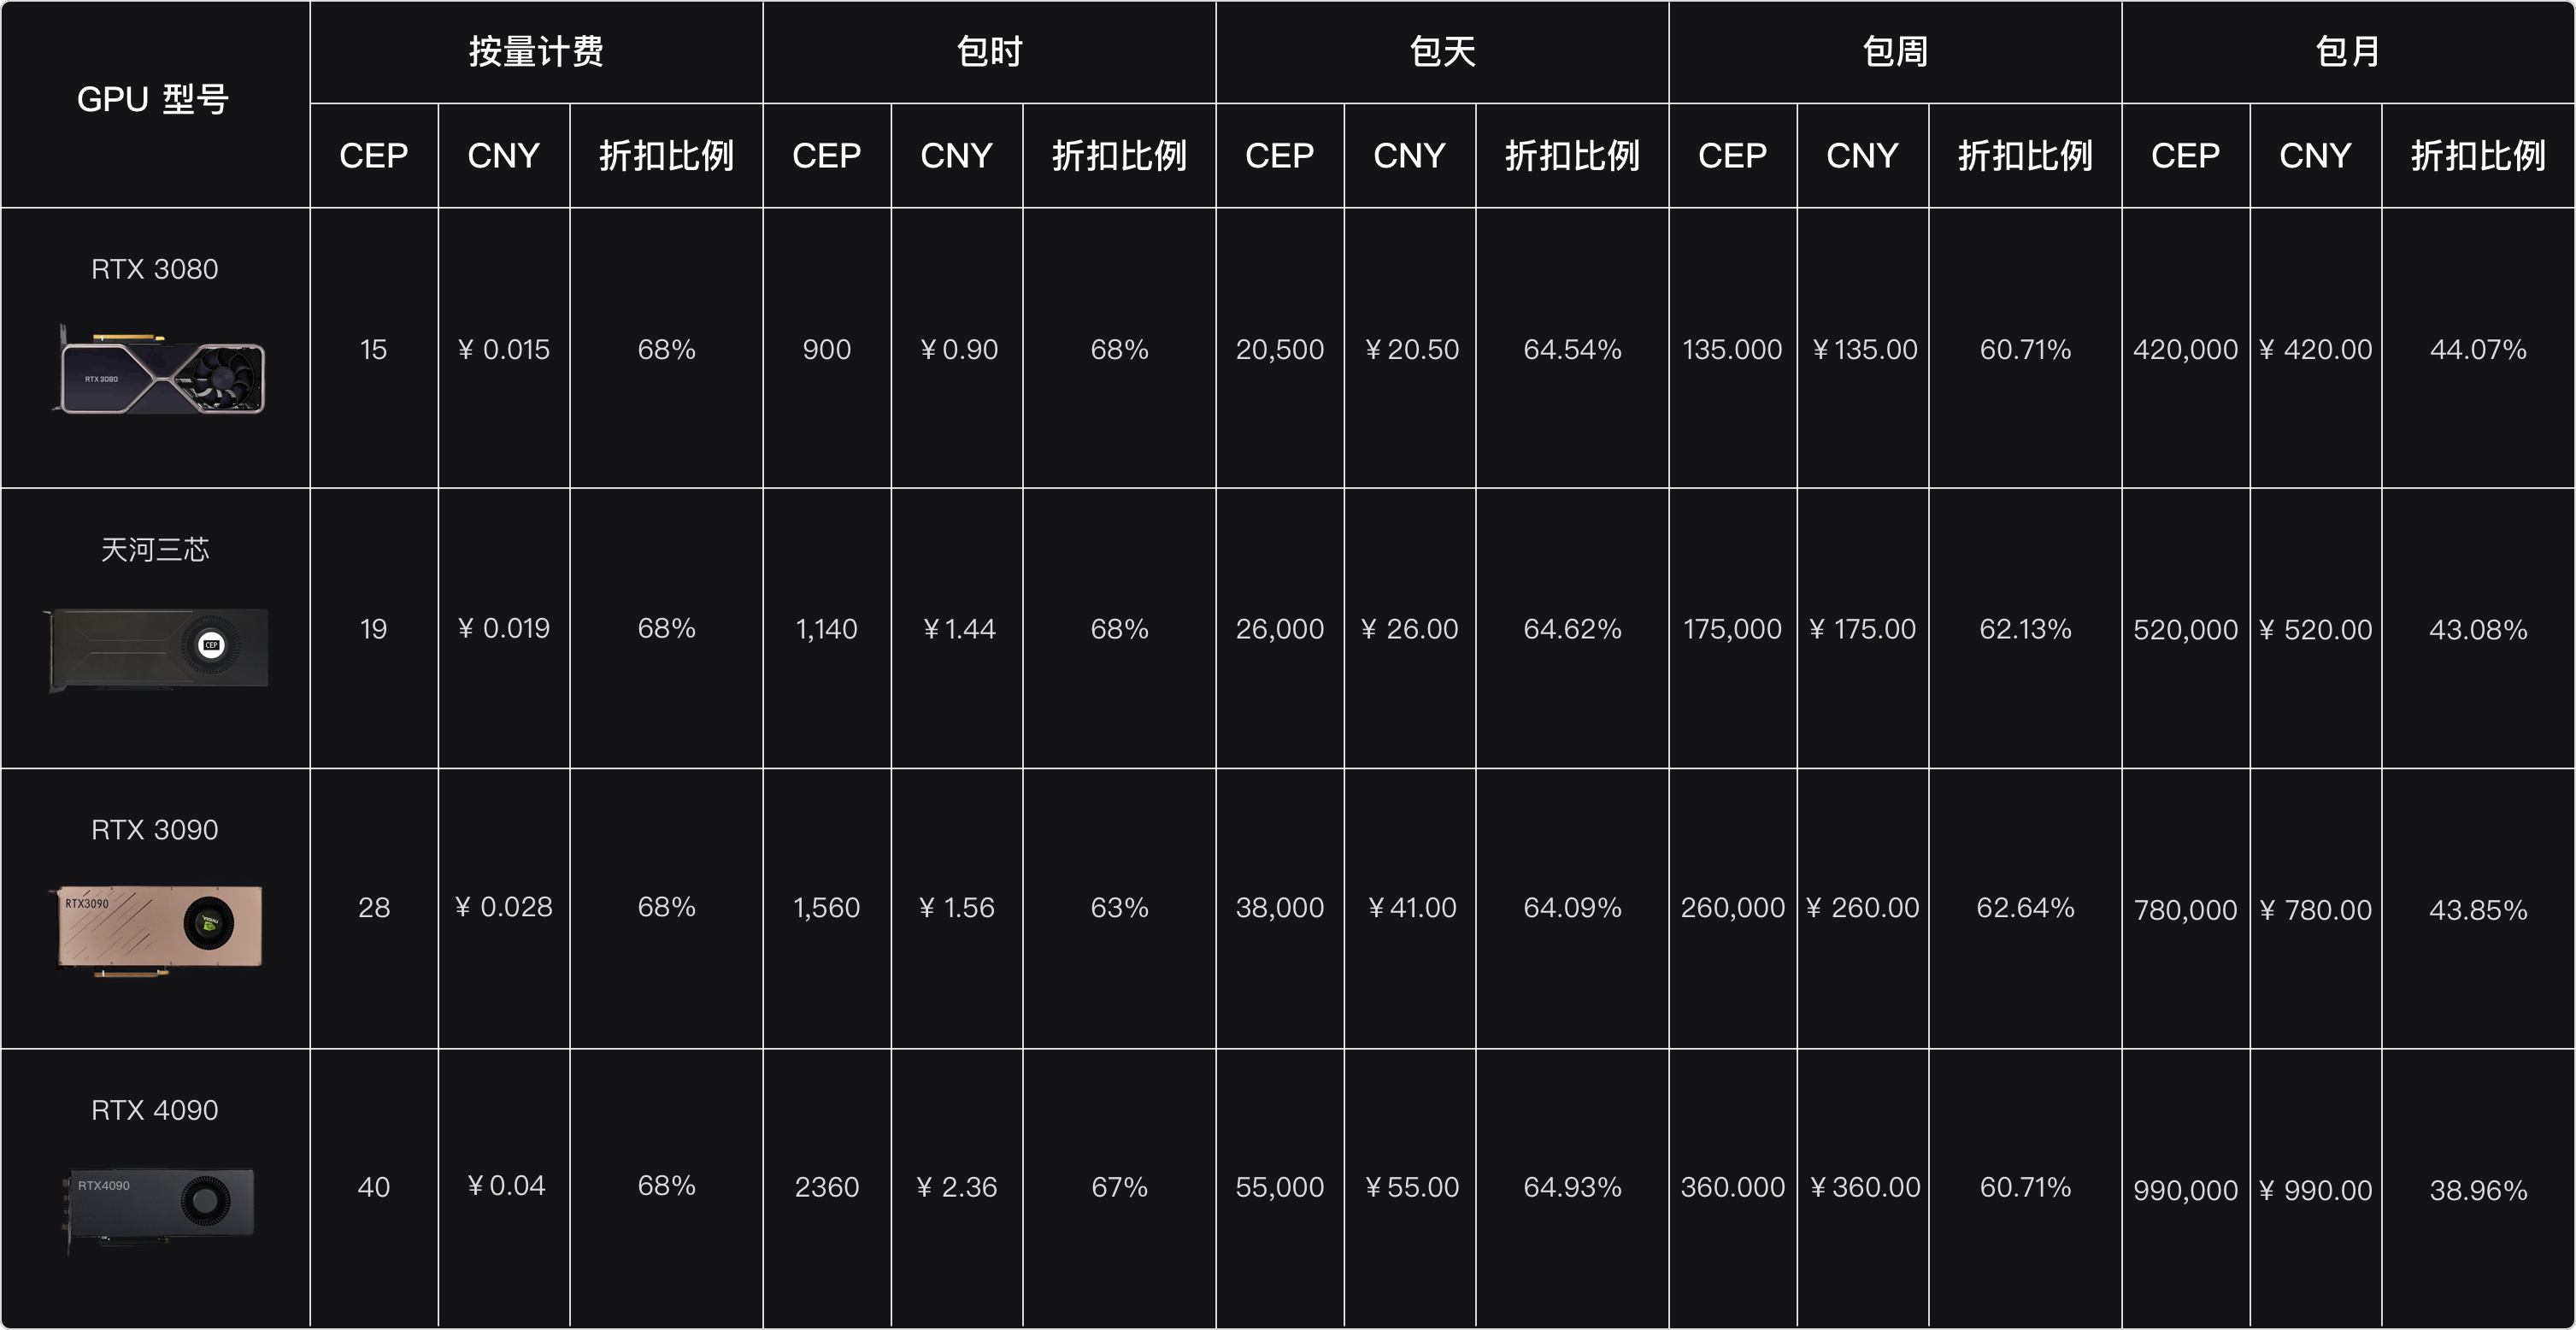 GPU 型号
按量计费 包时 包天 包周 包月
CEP CNY 折扣比例 CEP CNY 折扣比例 CEP CNY 折扣比例 CEP CNY 折扣比例 CEP CNY 折扣比例
RTX 3080
RTX 3080
15 ¥ 0.015 68% 900 ¥ 0.90 68% 20,500 ¥ 20.50 64.54% 135.000 ¥ 135.00 60.71% 420,000 ¥ 420.00 44.07%
天河三芯
CEP
19 ¥ 0.019 68% 1,140 ¥ 1.44 68% 26,000 ¥ 26.00 64.62% 175,000 ¥ 175.00 62.13% 520,000 ¥ 520.00 43.08%
RTX 3090
RTX3090
NVIDIA
28 ¥ 0.028 68% 1,560 ¥ 1.56 63% 38,000 ¥ 41.00 64.09% 260,000 ¥ 260.00 62.64% 780,000 ¥ 780.00 43.85%
RTX 4090
RTX4090
40 ¥ 0.04 68% 2360 ¥ 2.36 67% 55,000 ¥ 55.00 64.93% 360.000 ¥ 360.00 60.71% 990,000 ¥ 990.00 38.96%